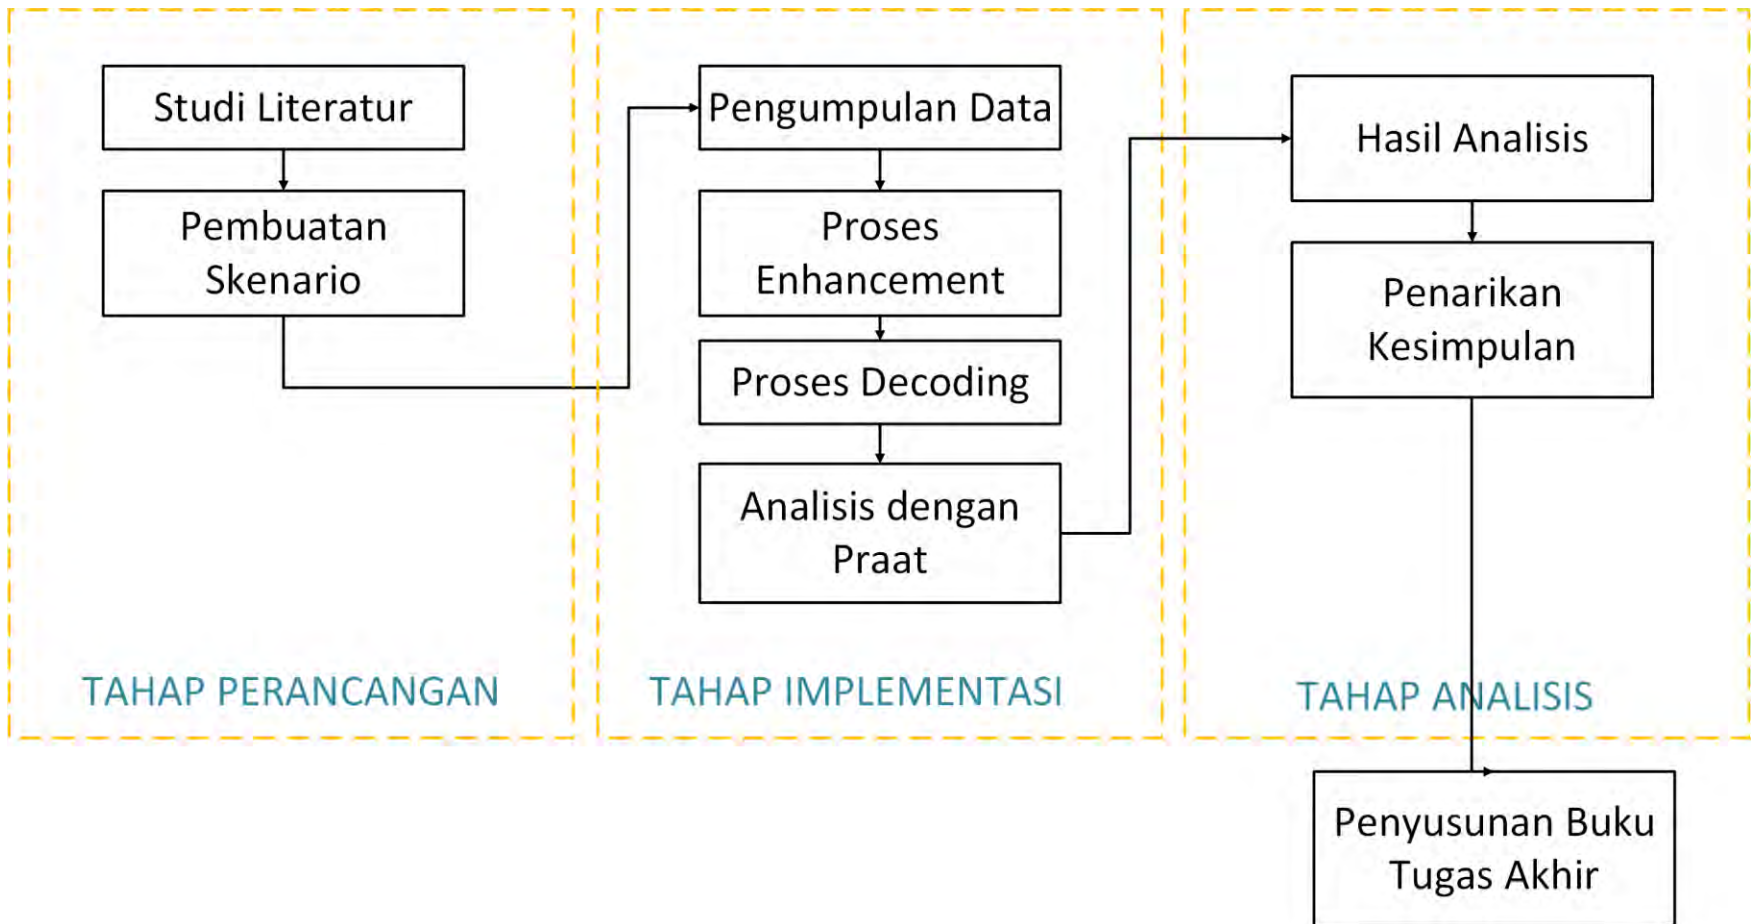 Studi Literatur
Pembuatan
Skenario
TAHAP PERANCANGAN
Pengumpulan Data
Proses
Enhancement
Proses Decoding
Analisis dengan
Praat
TAHAP IMPLEMENTASI
Hasil Analisis
Penarikan
Kesimpulan
TAHAP ANALISIS
Penyusunan Buku
Tugas Akhir